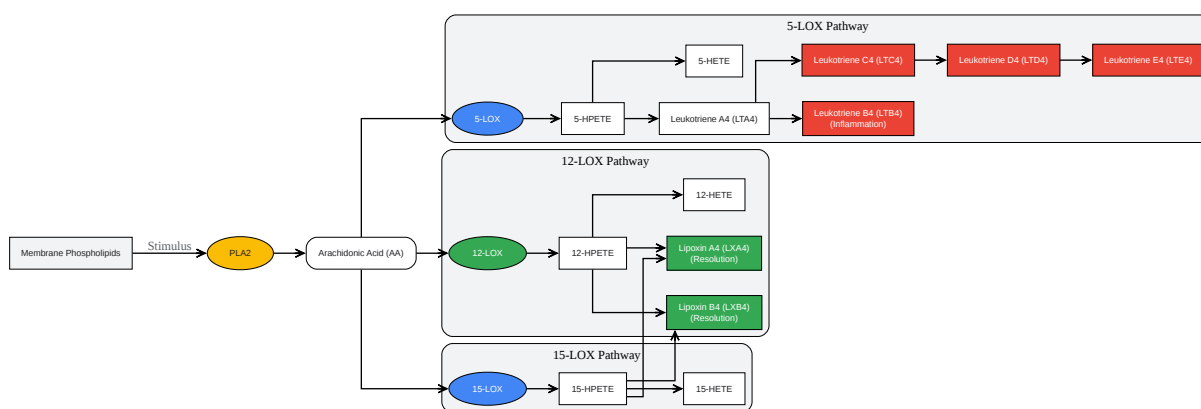 5-LOX Pathway
5-HETE
Leukotriene C4 (LTC4)
Leukotriene D4 (LTD4)
Leukotriene E4 (LTE4)
5-LOX
5-HPETE
Leukotriene A4 (LTA4)
Leukotriene B4 (LTB4)
(Inflammation)
12-LOX Pathway
12-HETE
Membrane Phospholipids
Stimulus
PLA2
Arachidonic Acid (AA)
12-LOX
12-HPETE
Lipoxin A4 (LXA4)
(Resolution)
Lipoxin B4 (LXB4)
(Resolution)
15-LOX Pathway
15-LOX
15-HPETE
15-HETE